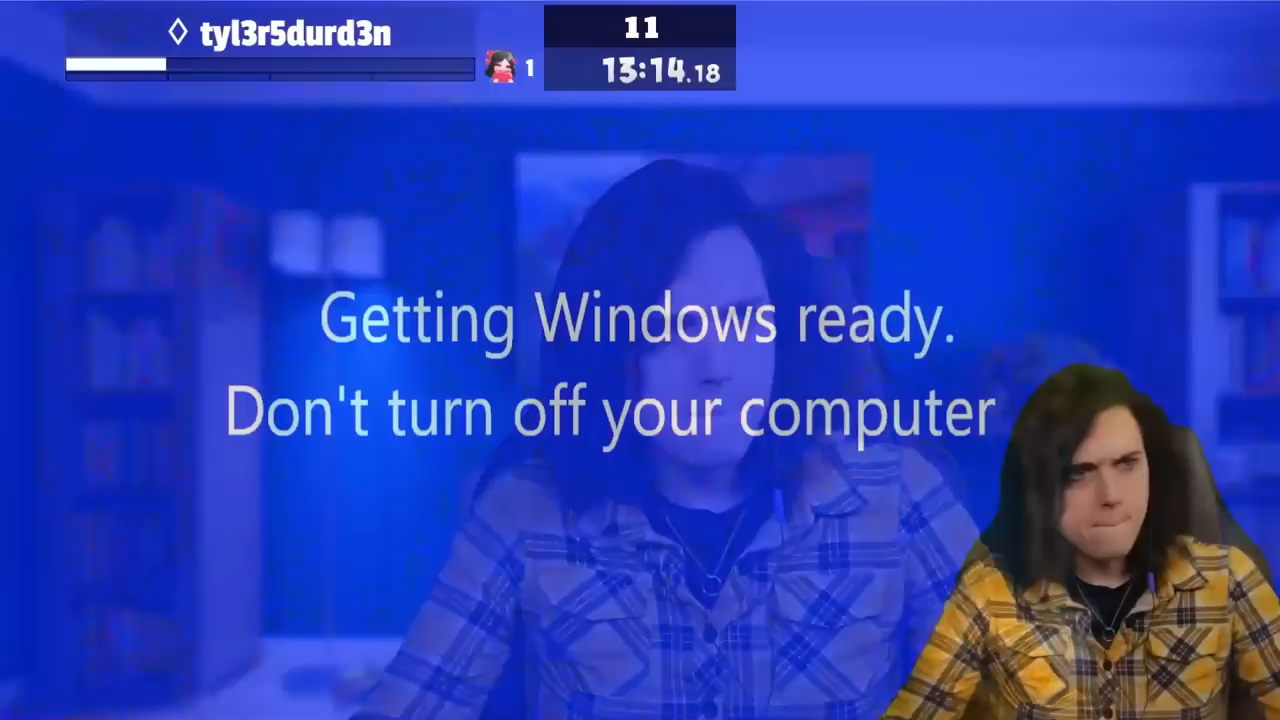 tyl3r5durd3n
1
11
13:14.18
Getting Windows ready.
Don't turn off your computer